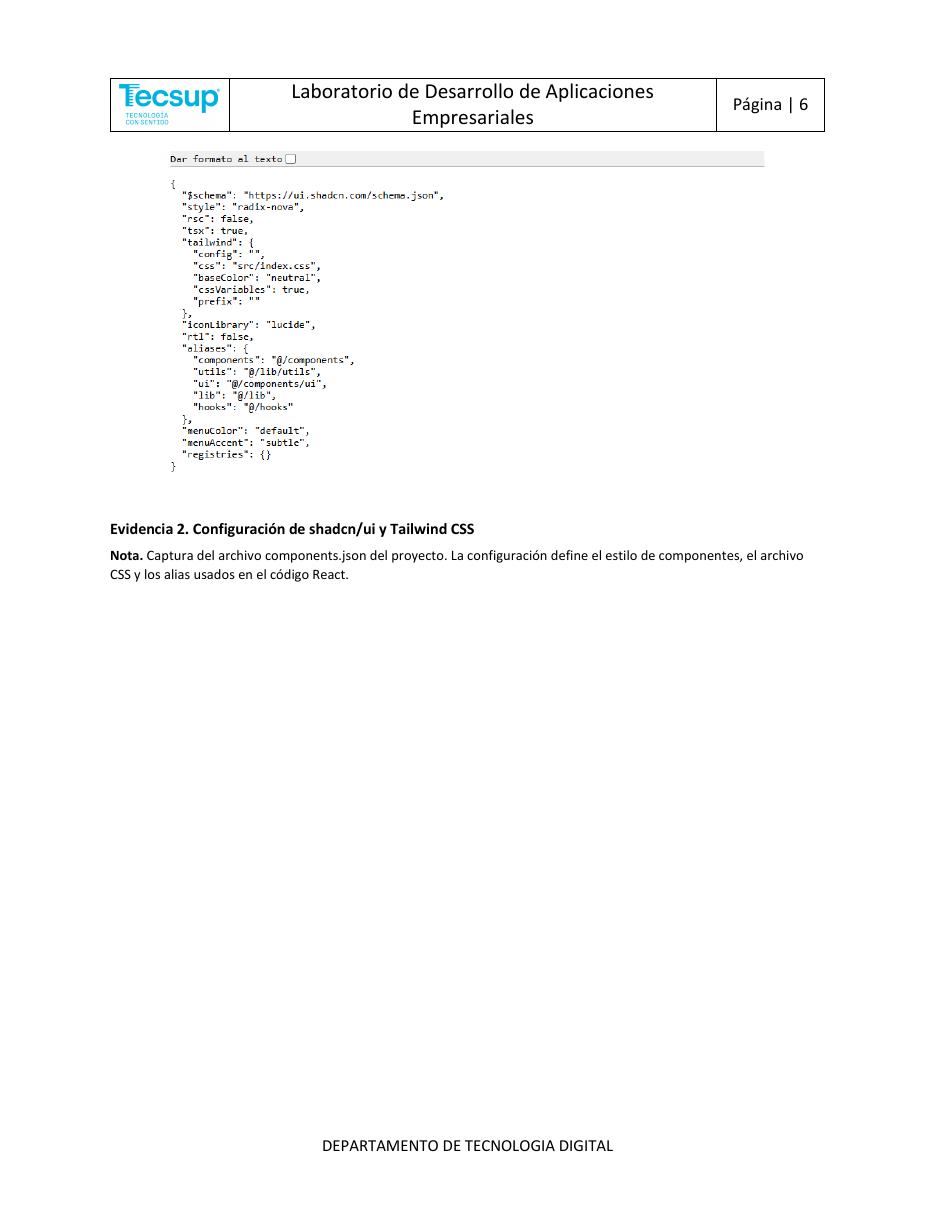 Tecsup
TECNOLOGÍA
CON SENTIDO
Laboratorio de Desarrollo de Aplicaciones
Empresariales
Página | 6
Dar formato al texto
{
  "$schema": "https://ui.shadcn.com/schema.json",
  "style": "radix-nova",
  "rsc": false,
  "tsx": true,
  "tailwind": {
    "config": "",
    "css": "src/index.css",
    "baseColor": "neutral",
    "cssVariables": true,
    "prefix": ""
  },
  "iconLibrary": "lucide",
  "rtl": false,
  "aliases": {
    "components": "@/components",
    "utils": "@/lib/utils",
    "ui": "@/components/ui",
    "lib": "@/lib",
    "hooks": "@/hooks"
  },
  "menuColor": "default",
  "menuAccent": "subtle",
  "registries": {}
}
Evidencia 2. Configuración de shadcn/ui y Tailwind CSS
Nota. Captura del archivo components.json del proyecto. La configuración define el estilo de componentes, el archivo
CSS y los alias usados en el código React.
DEPARTAMENTO DE TECNOLOGIA DIGITAL